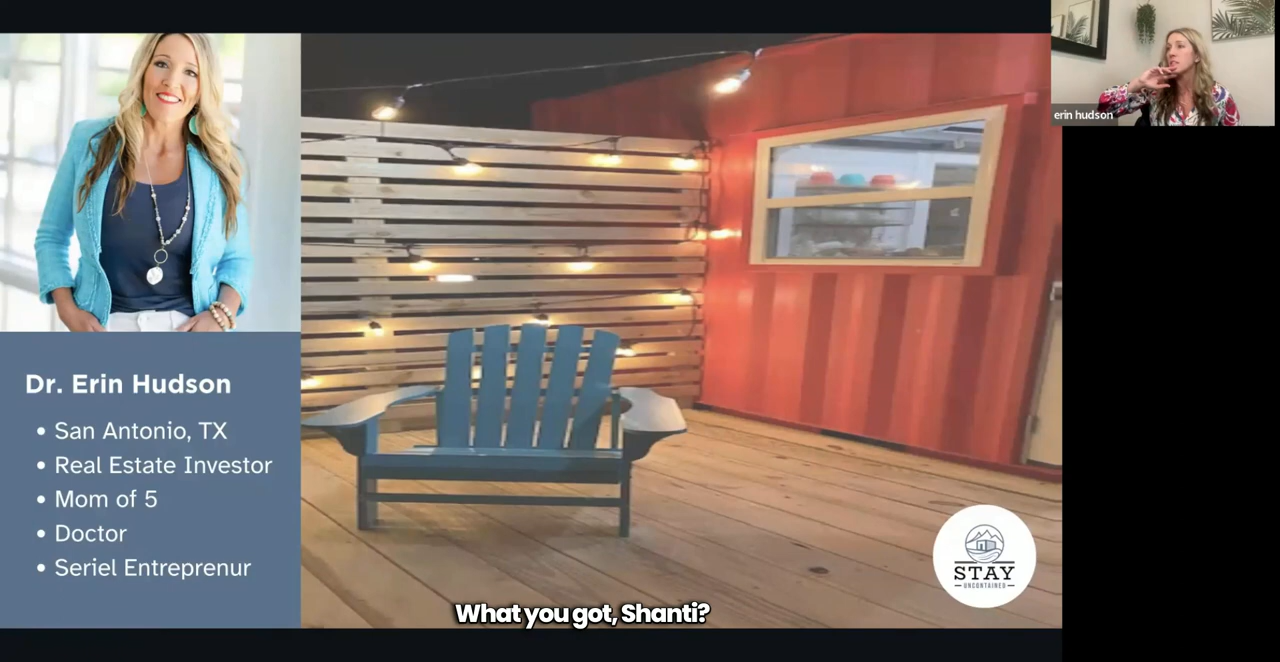 erin hudson
Dr. Erin Hudson
• San Antonio, TX
• Real Estate Investor
• Mom of 5
• Doctor
• Seriel Entreprenur
STAY
UNCONTAINED
What you got, Shanti?